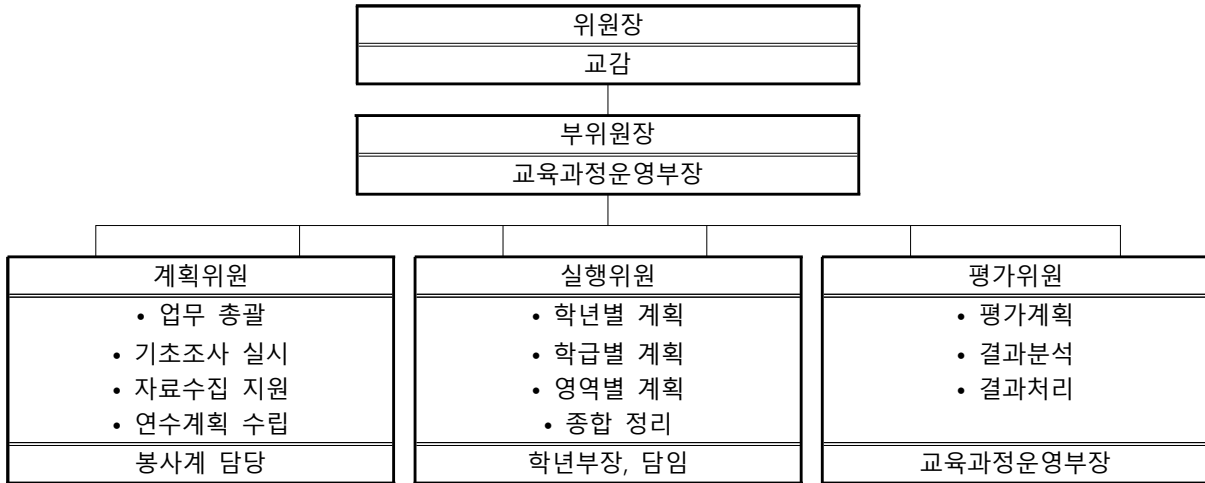 위원장
교감
부위원장
교육과정운영부장
계획위원
• 업무 총괄
• 기초조사 실시
• 자료수집 지원
• 연수계획 수립
봉사계 담당
실행위원
• 학년별 계획
• 학급별 계획
• 영역별 계획
• 종합 정리
학년부장, 담임
평가위원
• 평가계획
• 결과분석
• 결과처리
교육과정운영부장